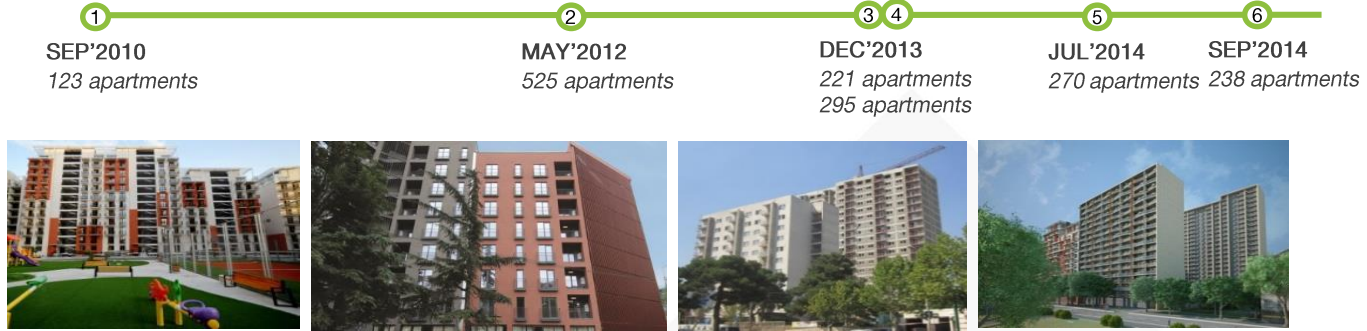 1 2 3 4 5 6
SEP'2010
123 apartments
MAY'2012
525 apartments
DEC'2013
221 apartments
295 apartments
JUL'2014
270 apartments
SEP'2014
238 apartments